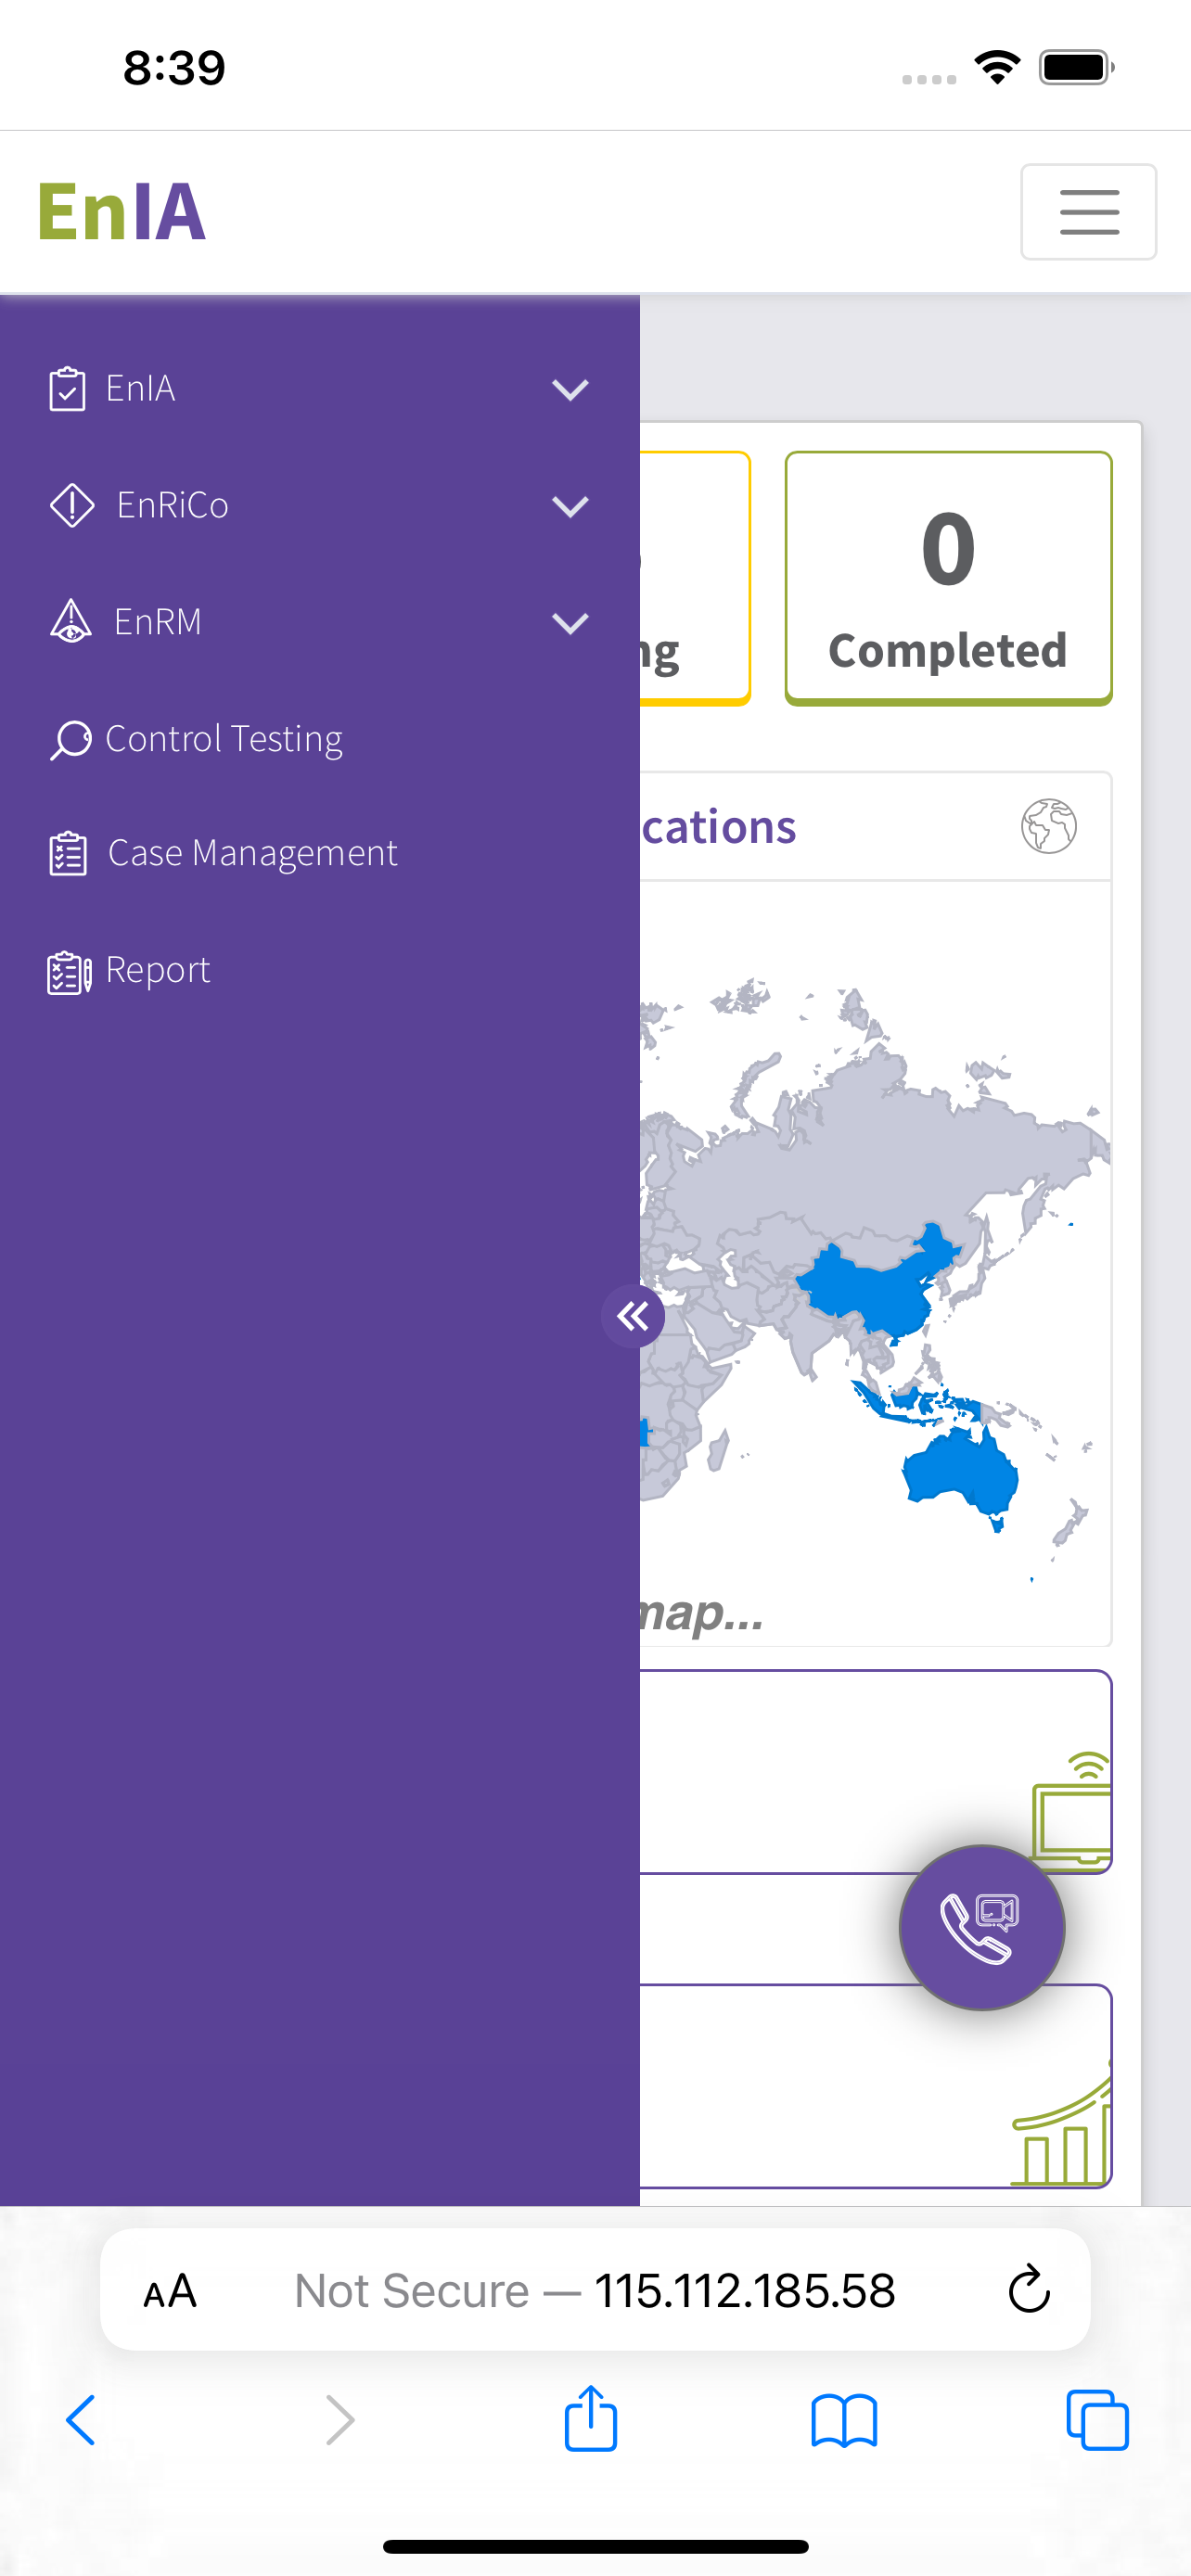 8:39
EnIA
EnIA
EnRiCo
EnRM
Control Testing
Case Management
Report
0
Completed
ng
cations
map...
AA
Not Secure — 115.112.185.58